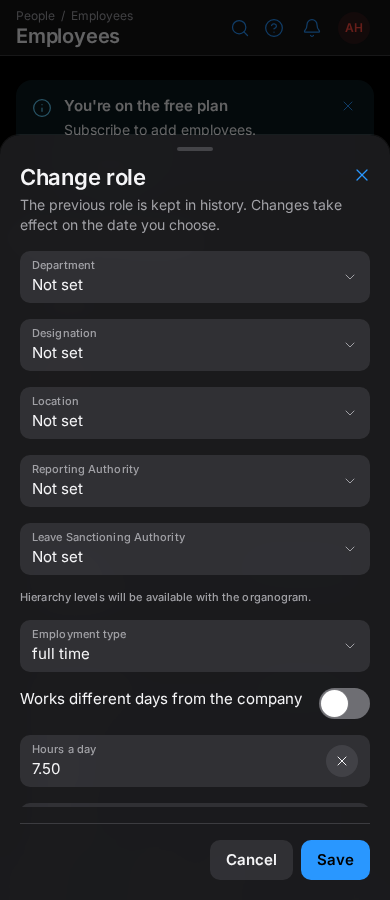 People / Employees
Employees
AH
You're on the free plan
Subscribe to add employees.
Change role
The previous role is kept in history. Changes take
effect on the date you choose.
Department
Not set
Designation
Not set
Location
Not set
Reporting Authority
Not set
Leave Sanctioning Authority
Not set
Hierarchy levels will be available with the organogram.
Employment type
full time
Works different days from the company
Hours a day
7.50
Cancel
Save